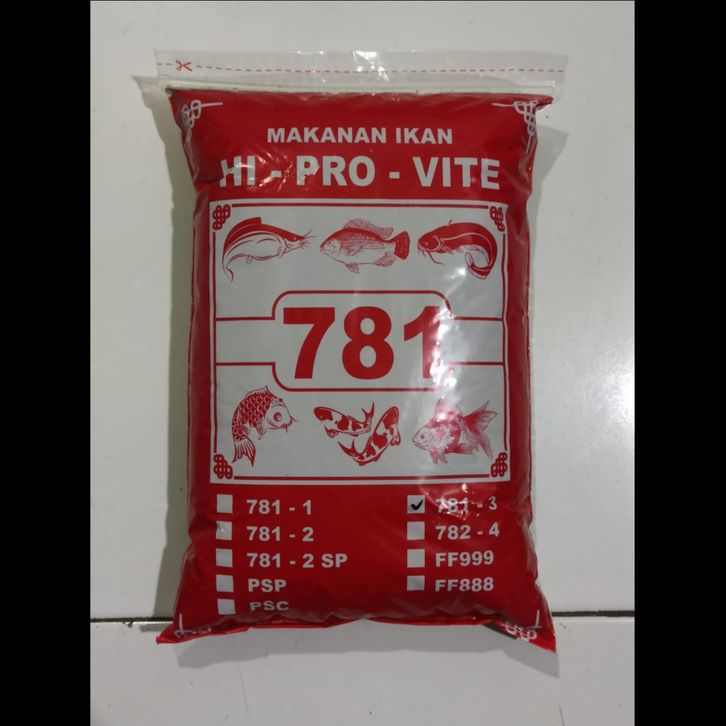 MAKANAN IKAN
HI - PRO - VITE
781
781 - 1
781 - 2
781 - 2 SP
PSP
PSC
781 - 3
782 - 4
FF999
FF888